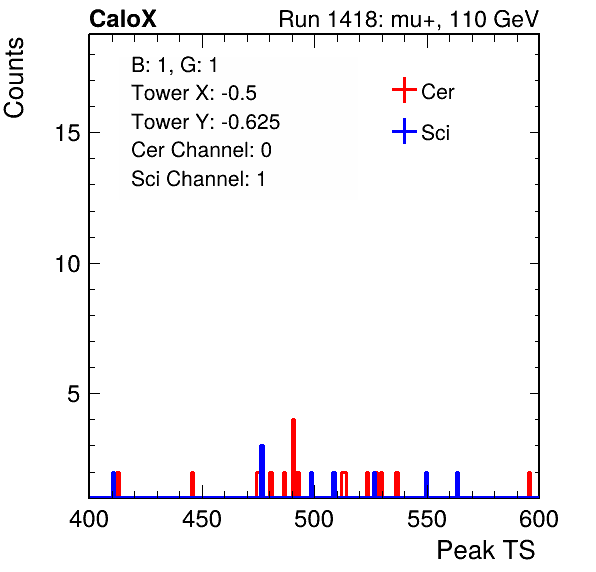 CaloX Run 1418: mu+, 110 GeV
Counts
B: 1, G: 1
Tower X: -0.5
Tower Y: -0.625
Cer Channel: 0
Sci Channel: 1
Cer
Sci
15
10
5
400 450 500 550 600
Peak TS